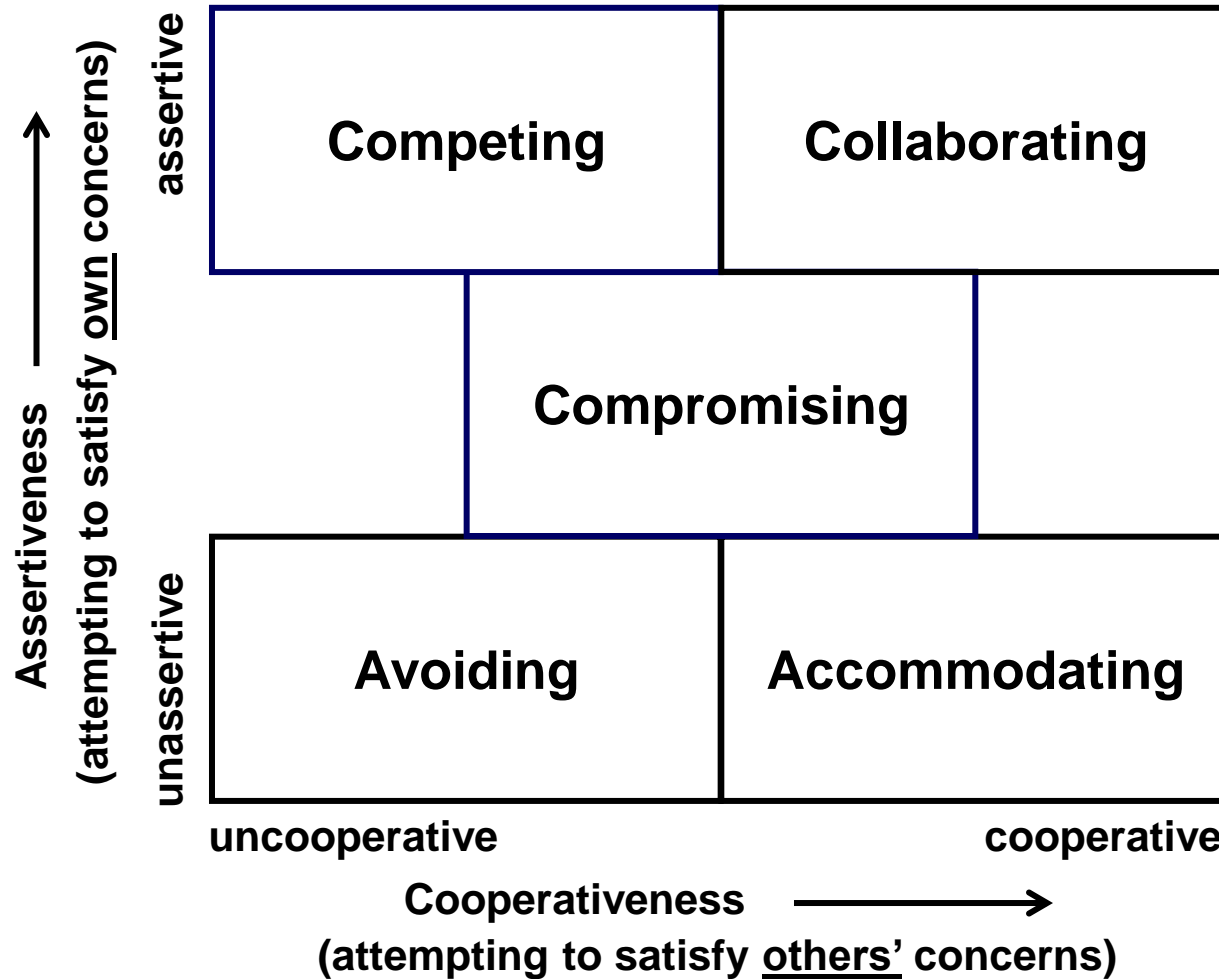 Assertiveness
(attempting to satisfy own concerns)
assertive
unassertive
Competing
Collaborating
Compromising
Avoiding
Accommodating
uncooperative
cooperative
Cooperativeness
(attempting to satisfy others’ concerns)